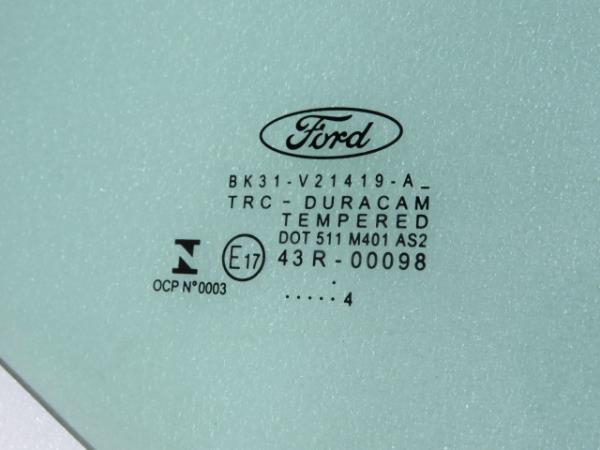 Ford
BK31-V21419-A_
TRC - DURACAM
TEMPERED
DOT 511 M401 AS2
E17 43R-00098
N
OCP N°0003
.
.....4